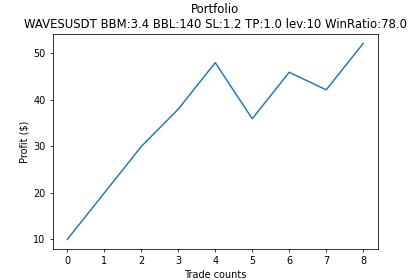 Portfolio
WAVESUSDT BBM:3.4 BBL:140 SL:1.2 TP:1.0 lev:10 WinRatio:78.0
50
40
30
20
10
Profit ($)
0 1 2 3 4 5 6 7 8
Trade counts